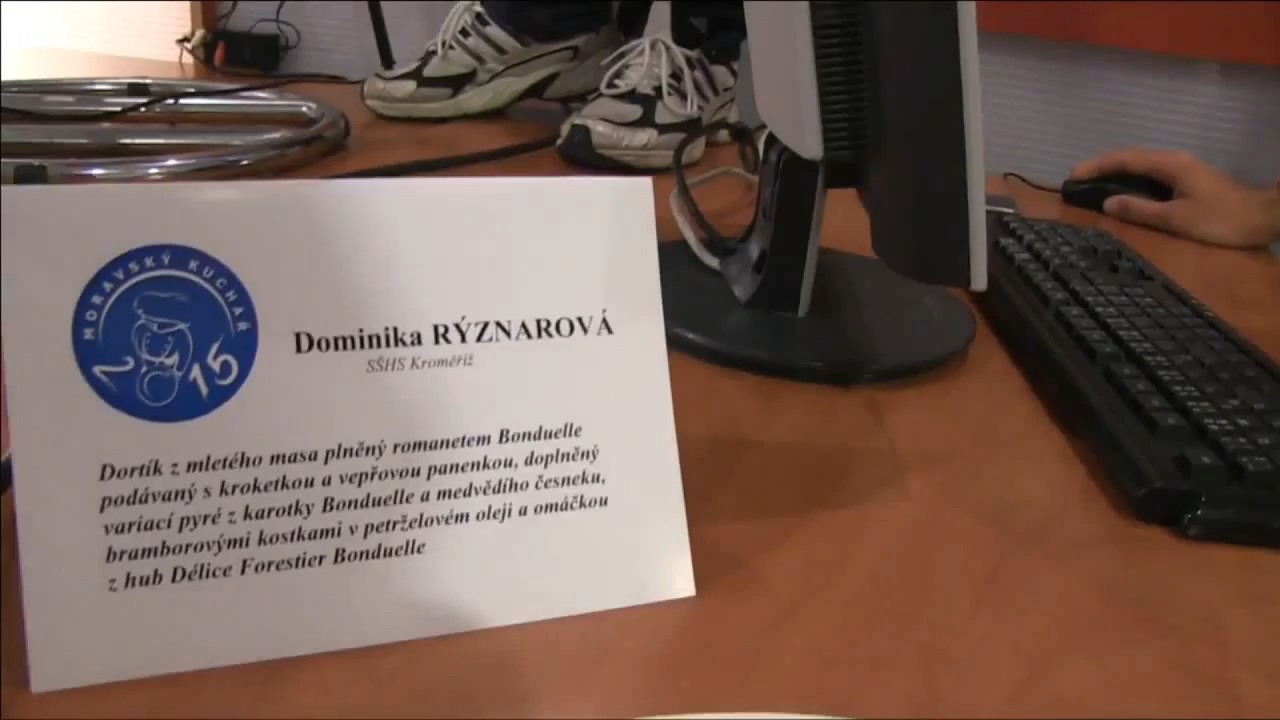 MORAVSKÝ KUCHAŘ
2015
Dominika RÝZNAROVÁ
SŠHS Kroměříž
Dortík z mletého masa plněný romanetem Bonduelle
podávaný s kroketkou a vepřovou panenkou, doplněný
variací pyré z karotky Bonduelle a medvědího česneku,
bramborovými kostkami v petrželovém oleji a omáčkou
z hub Délice Forestier Bonduelle